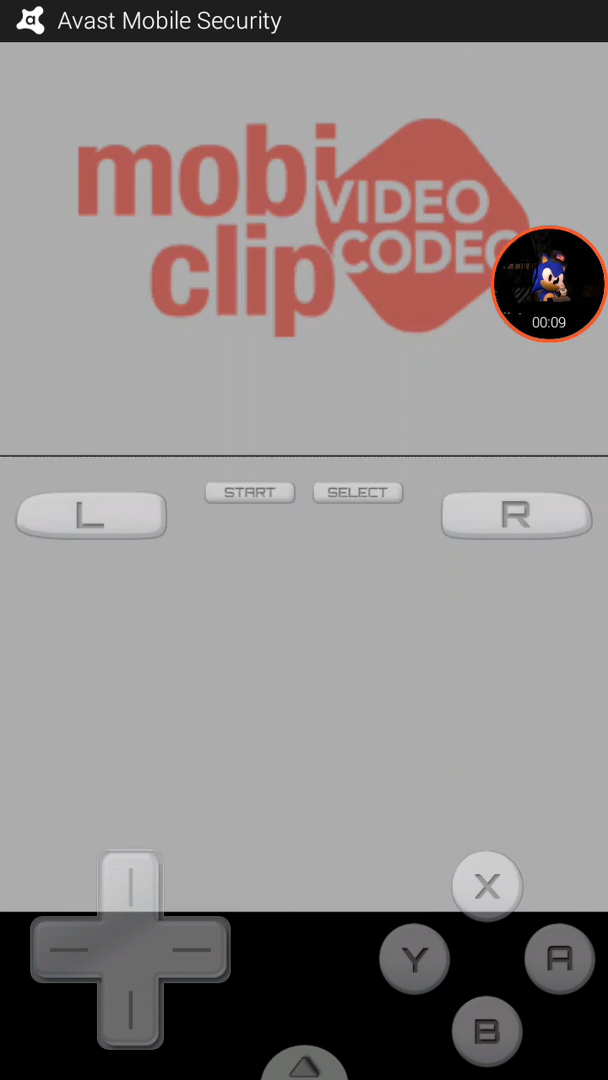 Avast Mobile Security
mobi
clip
VIDEO
CODEC
00:09
START
SELECT
L
R
X
Y
A
B